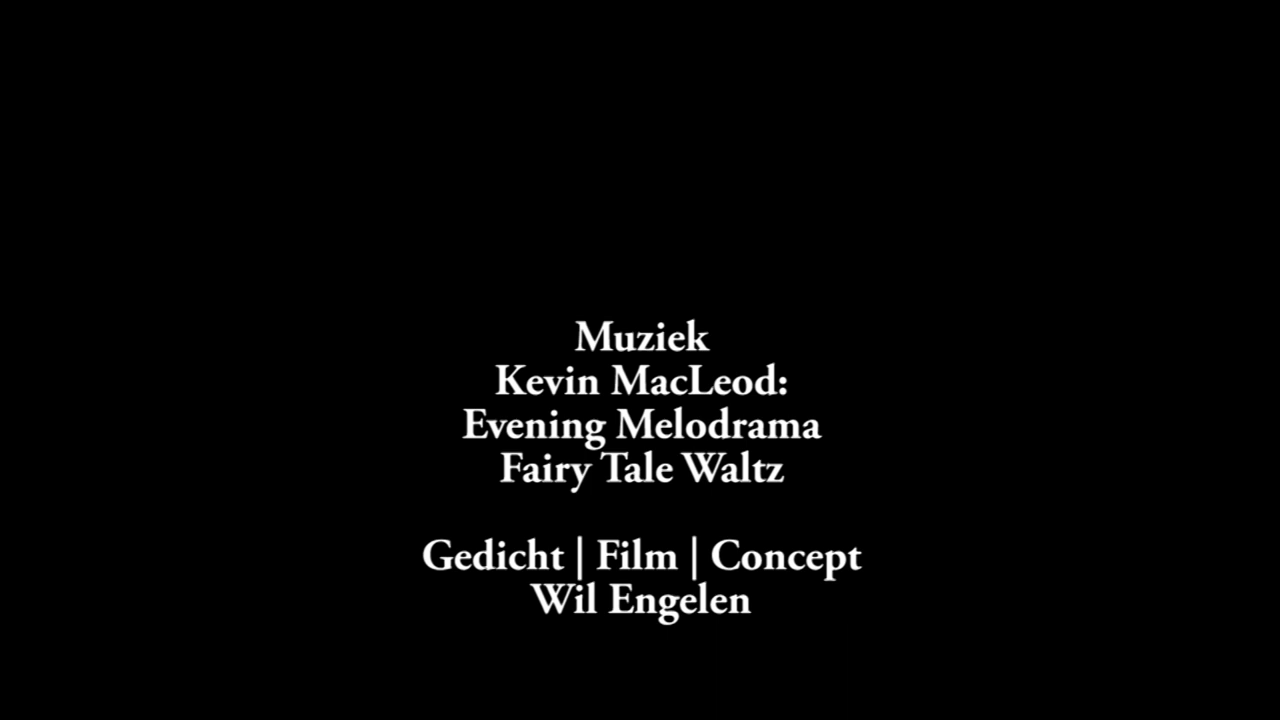 Muziek
Kevin MacLeod:
Evening Melodrama
Fairy Tale Waltz
Gedicht | Film | Concept
Wil Engelen